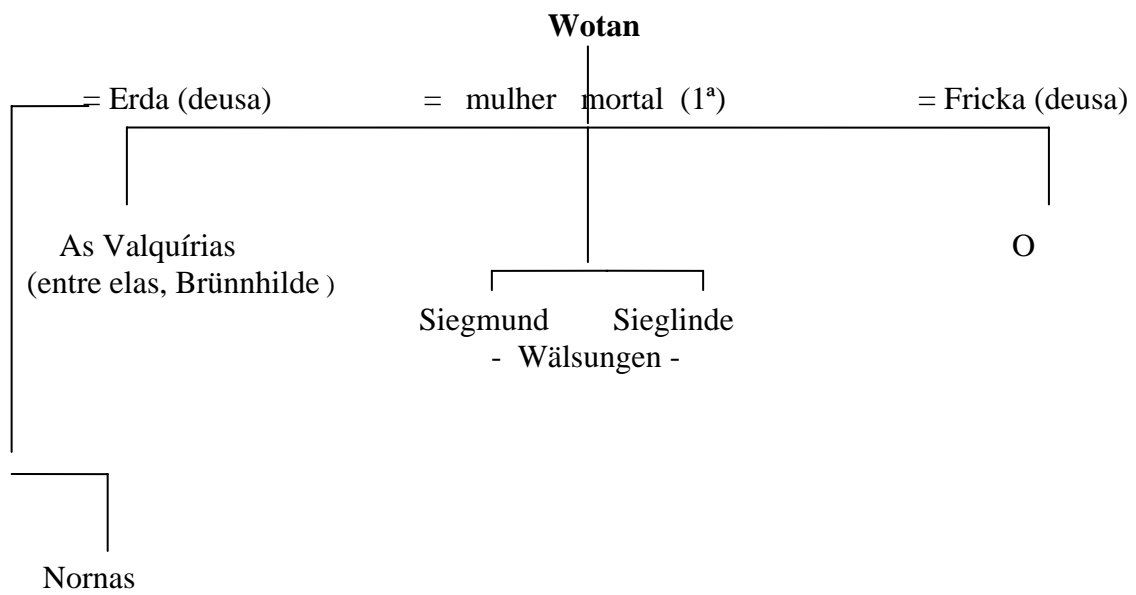 Wotan
= Erda (deusa) = mulher mortal (1ª) = Fricka (deusa)
As Valquírias O
(entre elas, Brünnhilde )
Siegmund Sieglinde
- Wälsungen -
Nornas